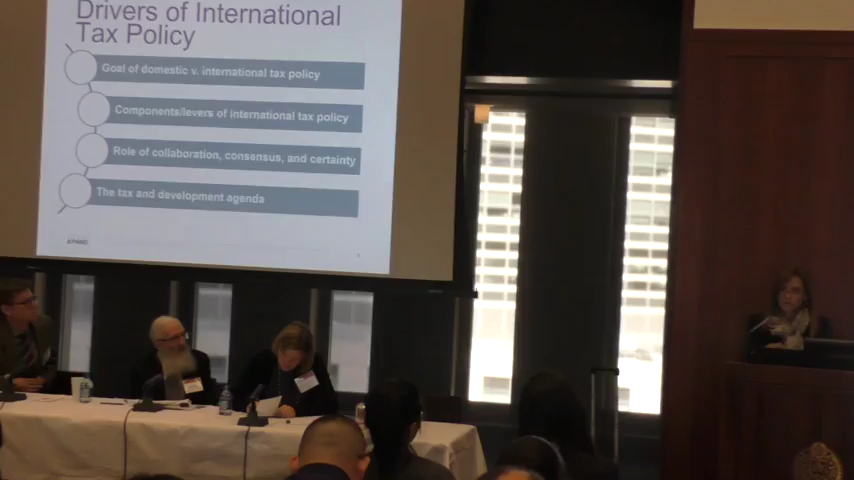 Drivers of International
Tax Policy
Goal of domestic v. international tax policy
Components/levers of international tax policy
Role of collaboration, consensus, and certainty
The tax and development agenda